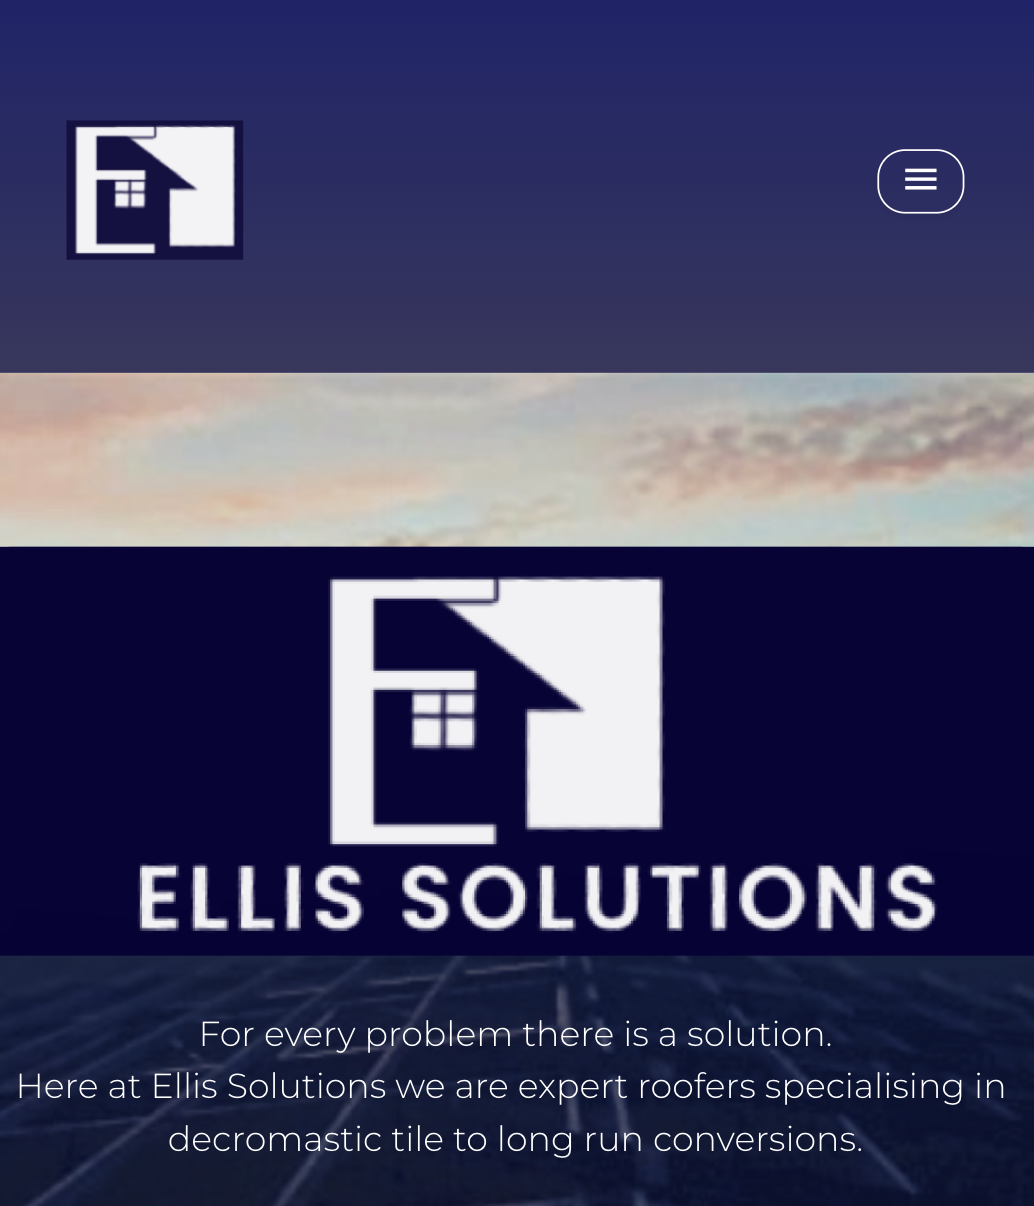 ELLIS SOLUTIONS
For every problem there is a solution.
Here at Ellis Solutions we are expert roofers specialising in
decromastic tile to long run conversions.